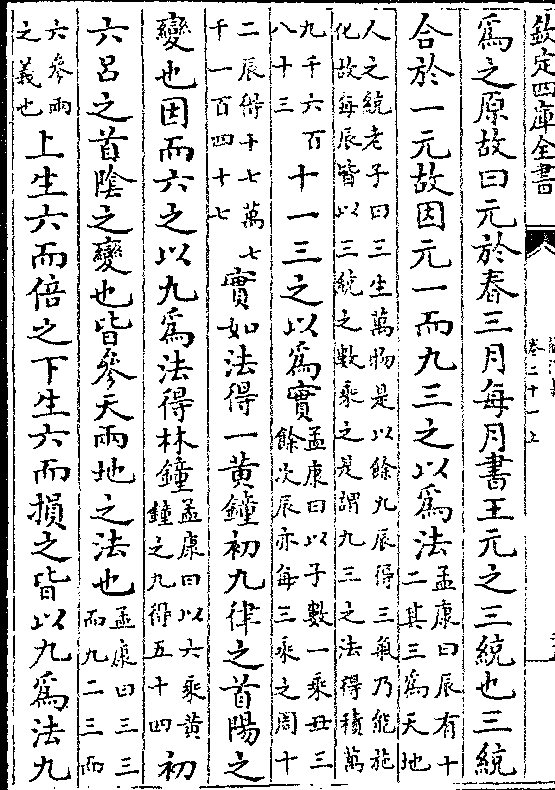 欽定四庫全書
卷二十一上
爲之原故曰元於春三月每月書王元之三統也三統
合於一元故因元一而九三之以爲法
孟康曰辰有十
二其三爲天地
人之統老子曰三生萬物是以餘九辰得三氣乃能施
化故每辰皆以三統之數乘之是謂九三之法得積萬
九千六百
八十三
十一三之以爲實
孟康曰以子數一乘丑三
餘次辰亦每三乘之周十
二辰得十七萬七
千一百四十七
實如法得一黃鐘初九律之首陽之
變也因而六之以九爲法得林鐘
孟康曰以六乘黃
鐘之九得五十四
初
六呂之首陰之變也皆參天兩地之法也
孟康曰三三
而九二三而
六參兩
之義也
上生六而倍之下生六而損之皆以九爲法九